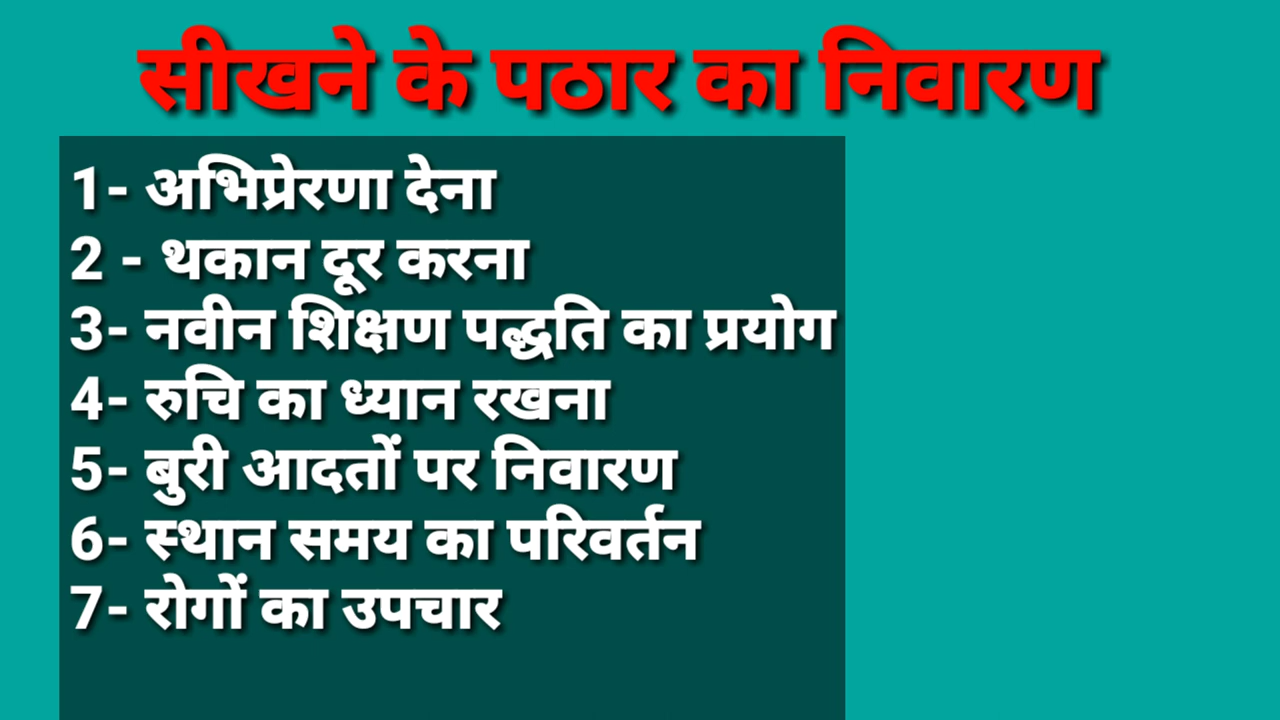 सीखने के पठार का निवारण
1- अभिप्रेरणा देना
2 - थकान दूर करना
3- नवीन शिक्षण पद्धति का प्रयोग
4- रुचि का ध्यान रखना
5- बुरी आदतों पर निवारण
6- स्थान समय का परिवर्तन
7- रोगों का उपचार